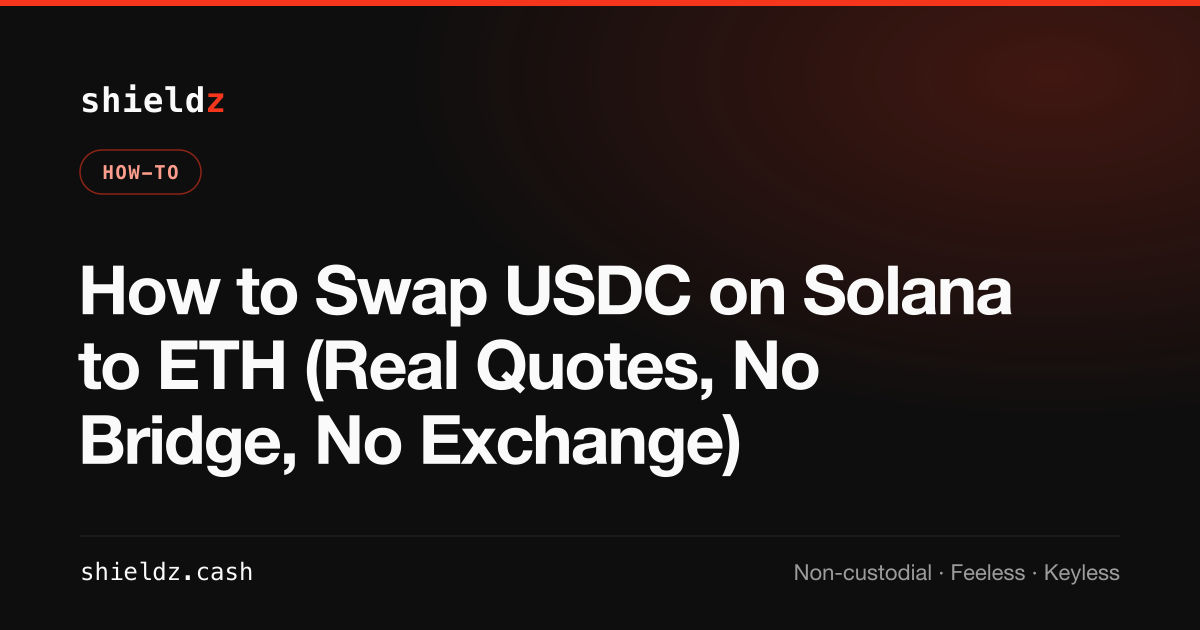 shieldz
HOW-TO
How to Swap USDC on Solana
to ETH (Real Quotes, No
Bridge, No Exchange)
shieldz.cash
Non-custodial · Feeless · Keyless